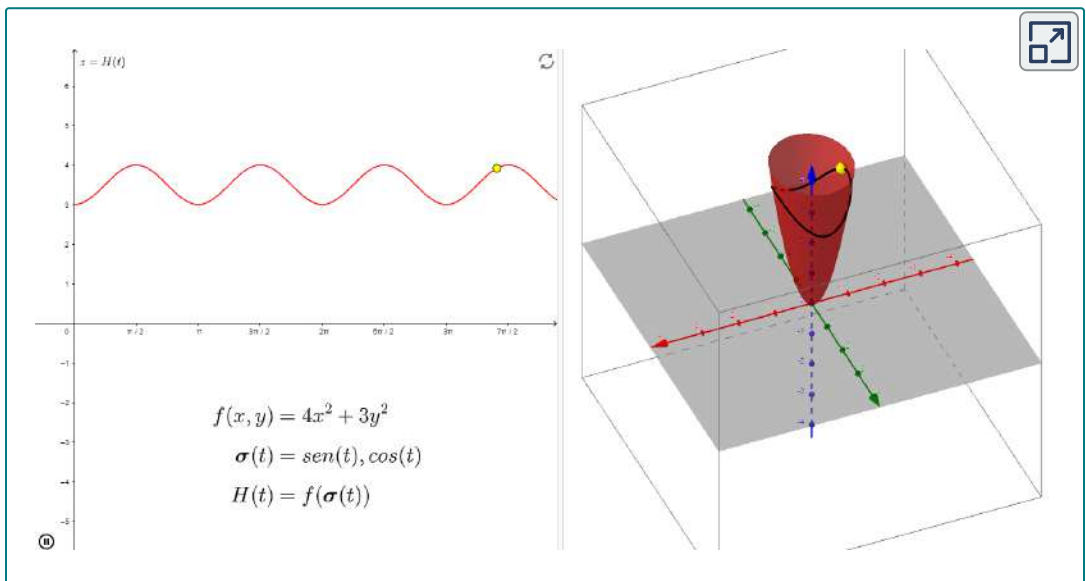 z = H(t)
6
5
4
3
2
1
0
π / 2
π
3π / 2
2π
5π / 2
3π
7π / 2
−1
−2
−3
−4
−5
f(x, y) = 4x² + 3y²
σ(t) = sen(t), cos(t)
H(t) = f(σ(t))